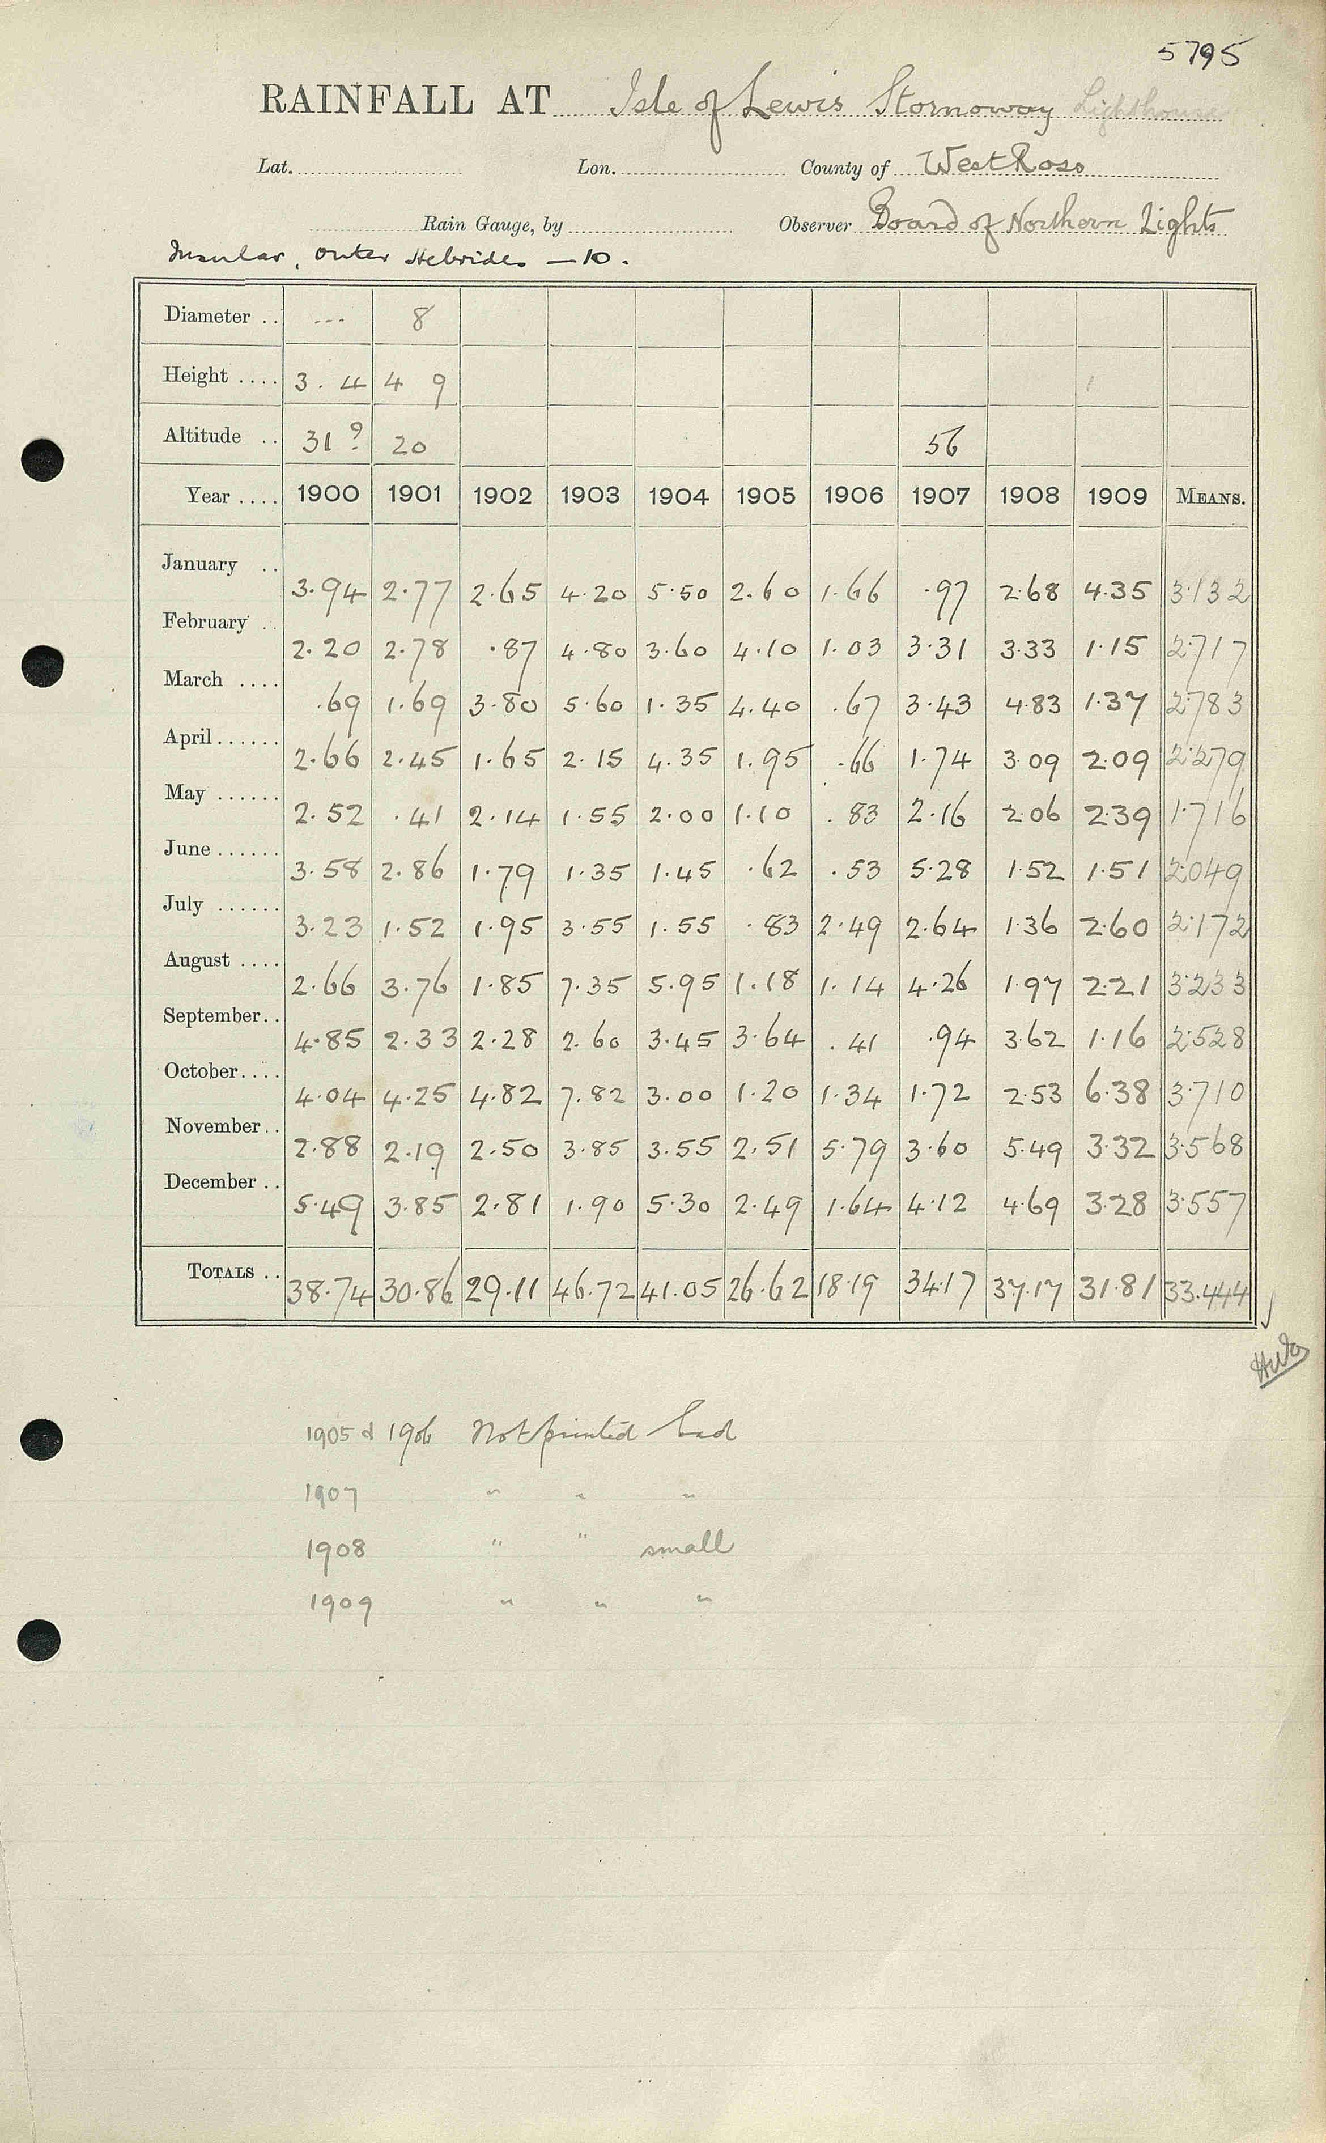 5795
RAINFALL AT Isle of Lewis Stornoway Lighthouse
Lat. Lon. County of West Ross
Rain Gauge, by Observer Board of Northern Lights
Insular, Outer Hebrides — 10.
Diameter .. --- 8
Height .... 3. 4 4 9
Altitude .. 31? 20 56
Year .... 1900 1901 1902 1903 1904 1905 1906 1907 1908 1909 MEANS.
January .. 3.94 2.77 2.65 4.20 5.50 2.60 1.66 .97 2.68 4.35 3.132
February .. 2.20 2.78 .87 4.80 3.60 4.10 1.03 3.31 3.33 1.15 2.717
March .... .69 1.69 3.80 5.60 1.35 4.40 .67 3.43 4.83 1.37 2.783
April...... 2.66 2.45 1.65 2.15 4.35 1.95 .66 1.74 3.09 2.09 2.279
May ...... 2.52 .41 2.14 1.55 2.00 1.10 .83 2.16 2.06 2.39 1.716
June...... 3.58 2.86 1.79 1.35 1.45 .62 .53 5.28 1.52 1.51 2.049
July ...... 3.23 1.52 1.95 3.55 1.55 .83 2.49 2.64 1.36 2.60 2.172
August .... 2.66 3.76 1.85 7.35 5.95 1.18 1.14 4.26 1.97 2.21 3.233
September.. 4.85 2.33 2.28 2.60 3.45 3.64 .41 .94 3.62 1.16 2.528
October.... 4.04 4.25 4.82 7.82 3.00 1.20 1.34 1.72 2.53 6.38 3.710
November.. 2.88 2.19 2.50 3.85 3.55 2.51 5.79 3.60 5.49 3.32 3.568
December .. 5.49 3.85 2.81 1.90 5.30 2.49 1.64 4.12 4.69 3.28 3.557
TOTALS .. 38.74 30.86 29.11 46.72 41.05 26.62 18.19 34.17 37.17 31.81 33.444
1905 & 1906 Not printed bad
1907 " " "
1908 " " small
1909 " " "